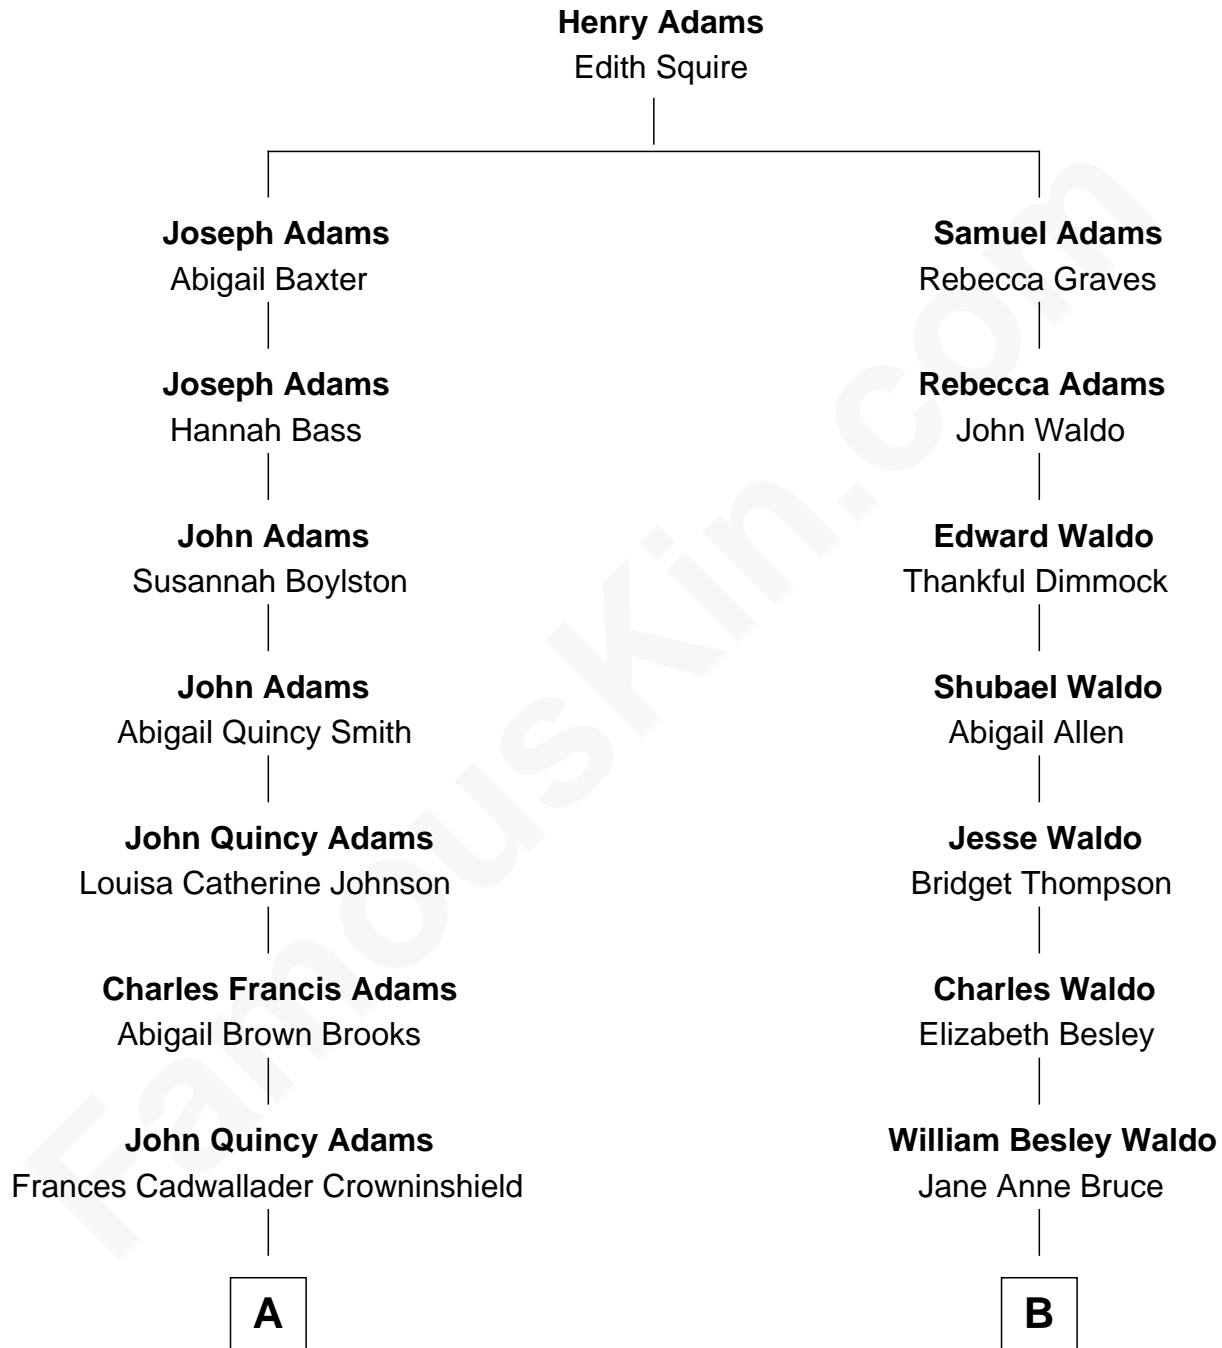 Henry Adams
Edith Squire
Joseph Adams
Abigail Baxter
Samuel Adams
Rebecca Graves
Joseph Adams
Hannah Bass
Rebecca Adams
John Waldo
John Adams
Susannah Boylston
Edward Waldo
Thankful Dimmock
John Adams
Abigail Quincy Smith
Shubael Waldo
Abigail Allen
John Quincy Adams
Louisa Catherine Johnson
Jesse Waldo
Bridget Thompson
Charles Francis Adams
Abigail Brown Brooks
Charles Waldo
Elizabeth Besley
John Quincy Adams
Frances Cadwallader Crowninshield
William Besley Waldo
Jane Anne Bruce
A
B
FamousKin.com